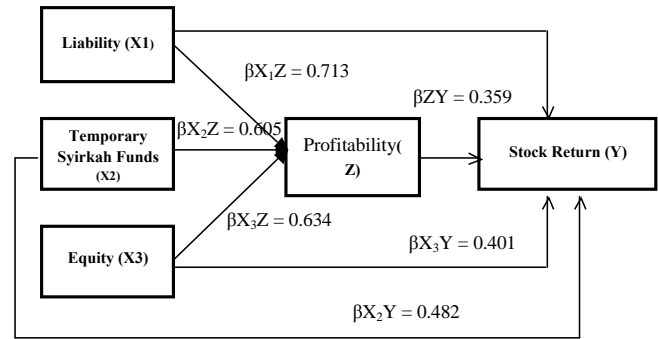 Liability (X1)
βX₁Z = 0.713
βZY = 0.359
Temporary
Syirkah Funds
(X2)
βX₂Z = 0.605
Profitability(
Z)
Stock Return (Y)
βX₃Z = 0.634
Equity (X3)
βX₃Y = 0.401
βX₂Y = 0.482